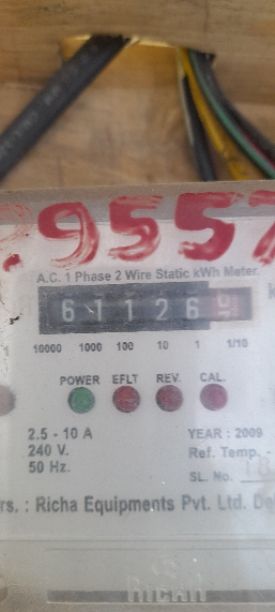 9557
A.C. 1 Phase 2 Wire Static kWh Meter.
6 1 1 2 6
10000 1000 100 10 1 1/10
POWER EFLT REV. CAL.
2.5 - 10 A YEAR : 2009
240 V. Ref. Temp. -
50 Hz. SL. No.
rs. : Richa Equipments Pvt. Ltd. De